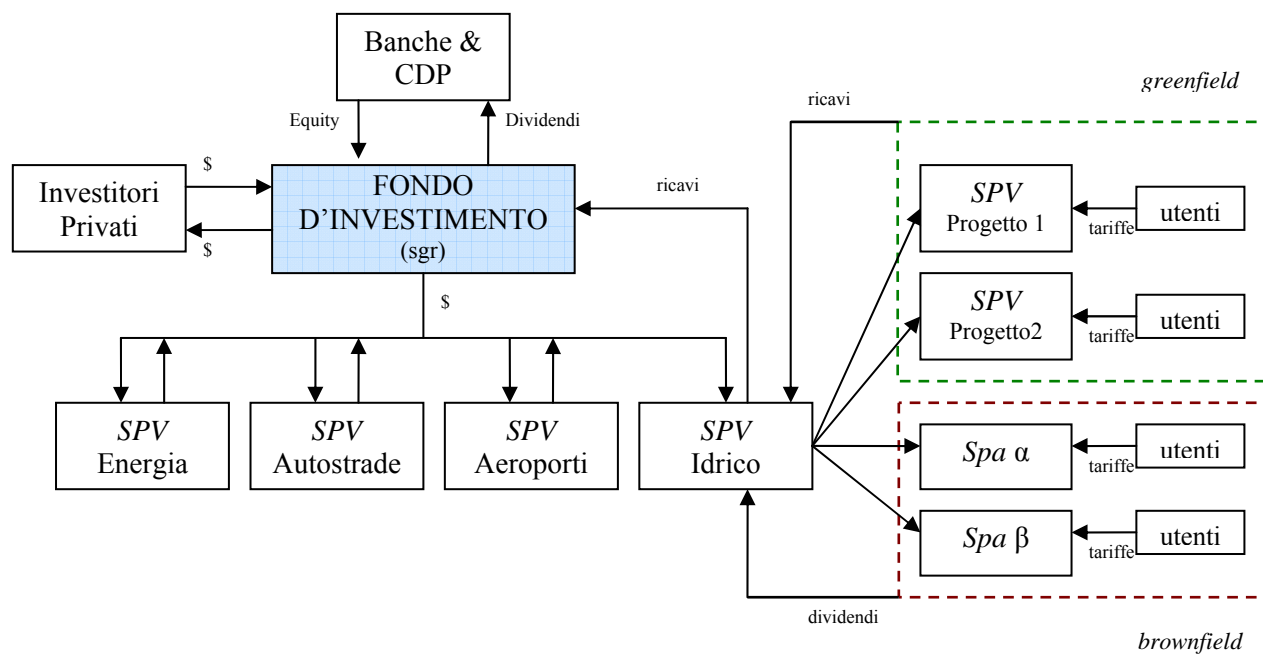 Banche &
CDP
greenfield
ricavi
Equity
Dividendi
$
Investitori
Privati
$
FONDO
D’INVESTIMENTO
(sgr)
ricavi
SPV
Progetto 1
tariffe
utenti
$
SPV
Progetto2
tariffe
utenti
SPV
Energia
SPV
Autostrade
SPV
Aeroporti
SPV
Idrico
Spa α
tariffe
utenti
Spa β
tariffe
utenti
dividendi
brownfield